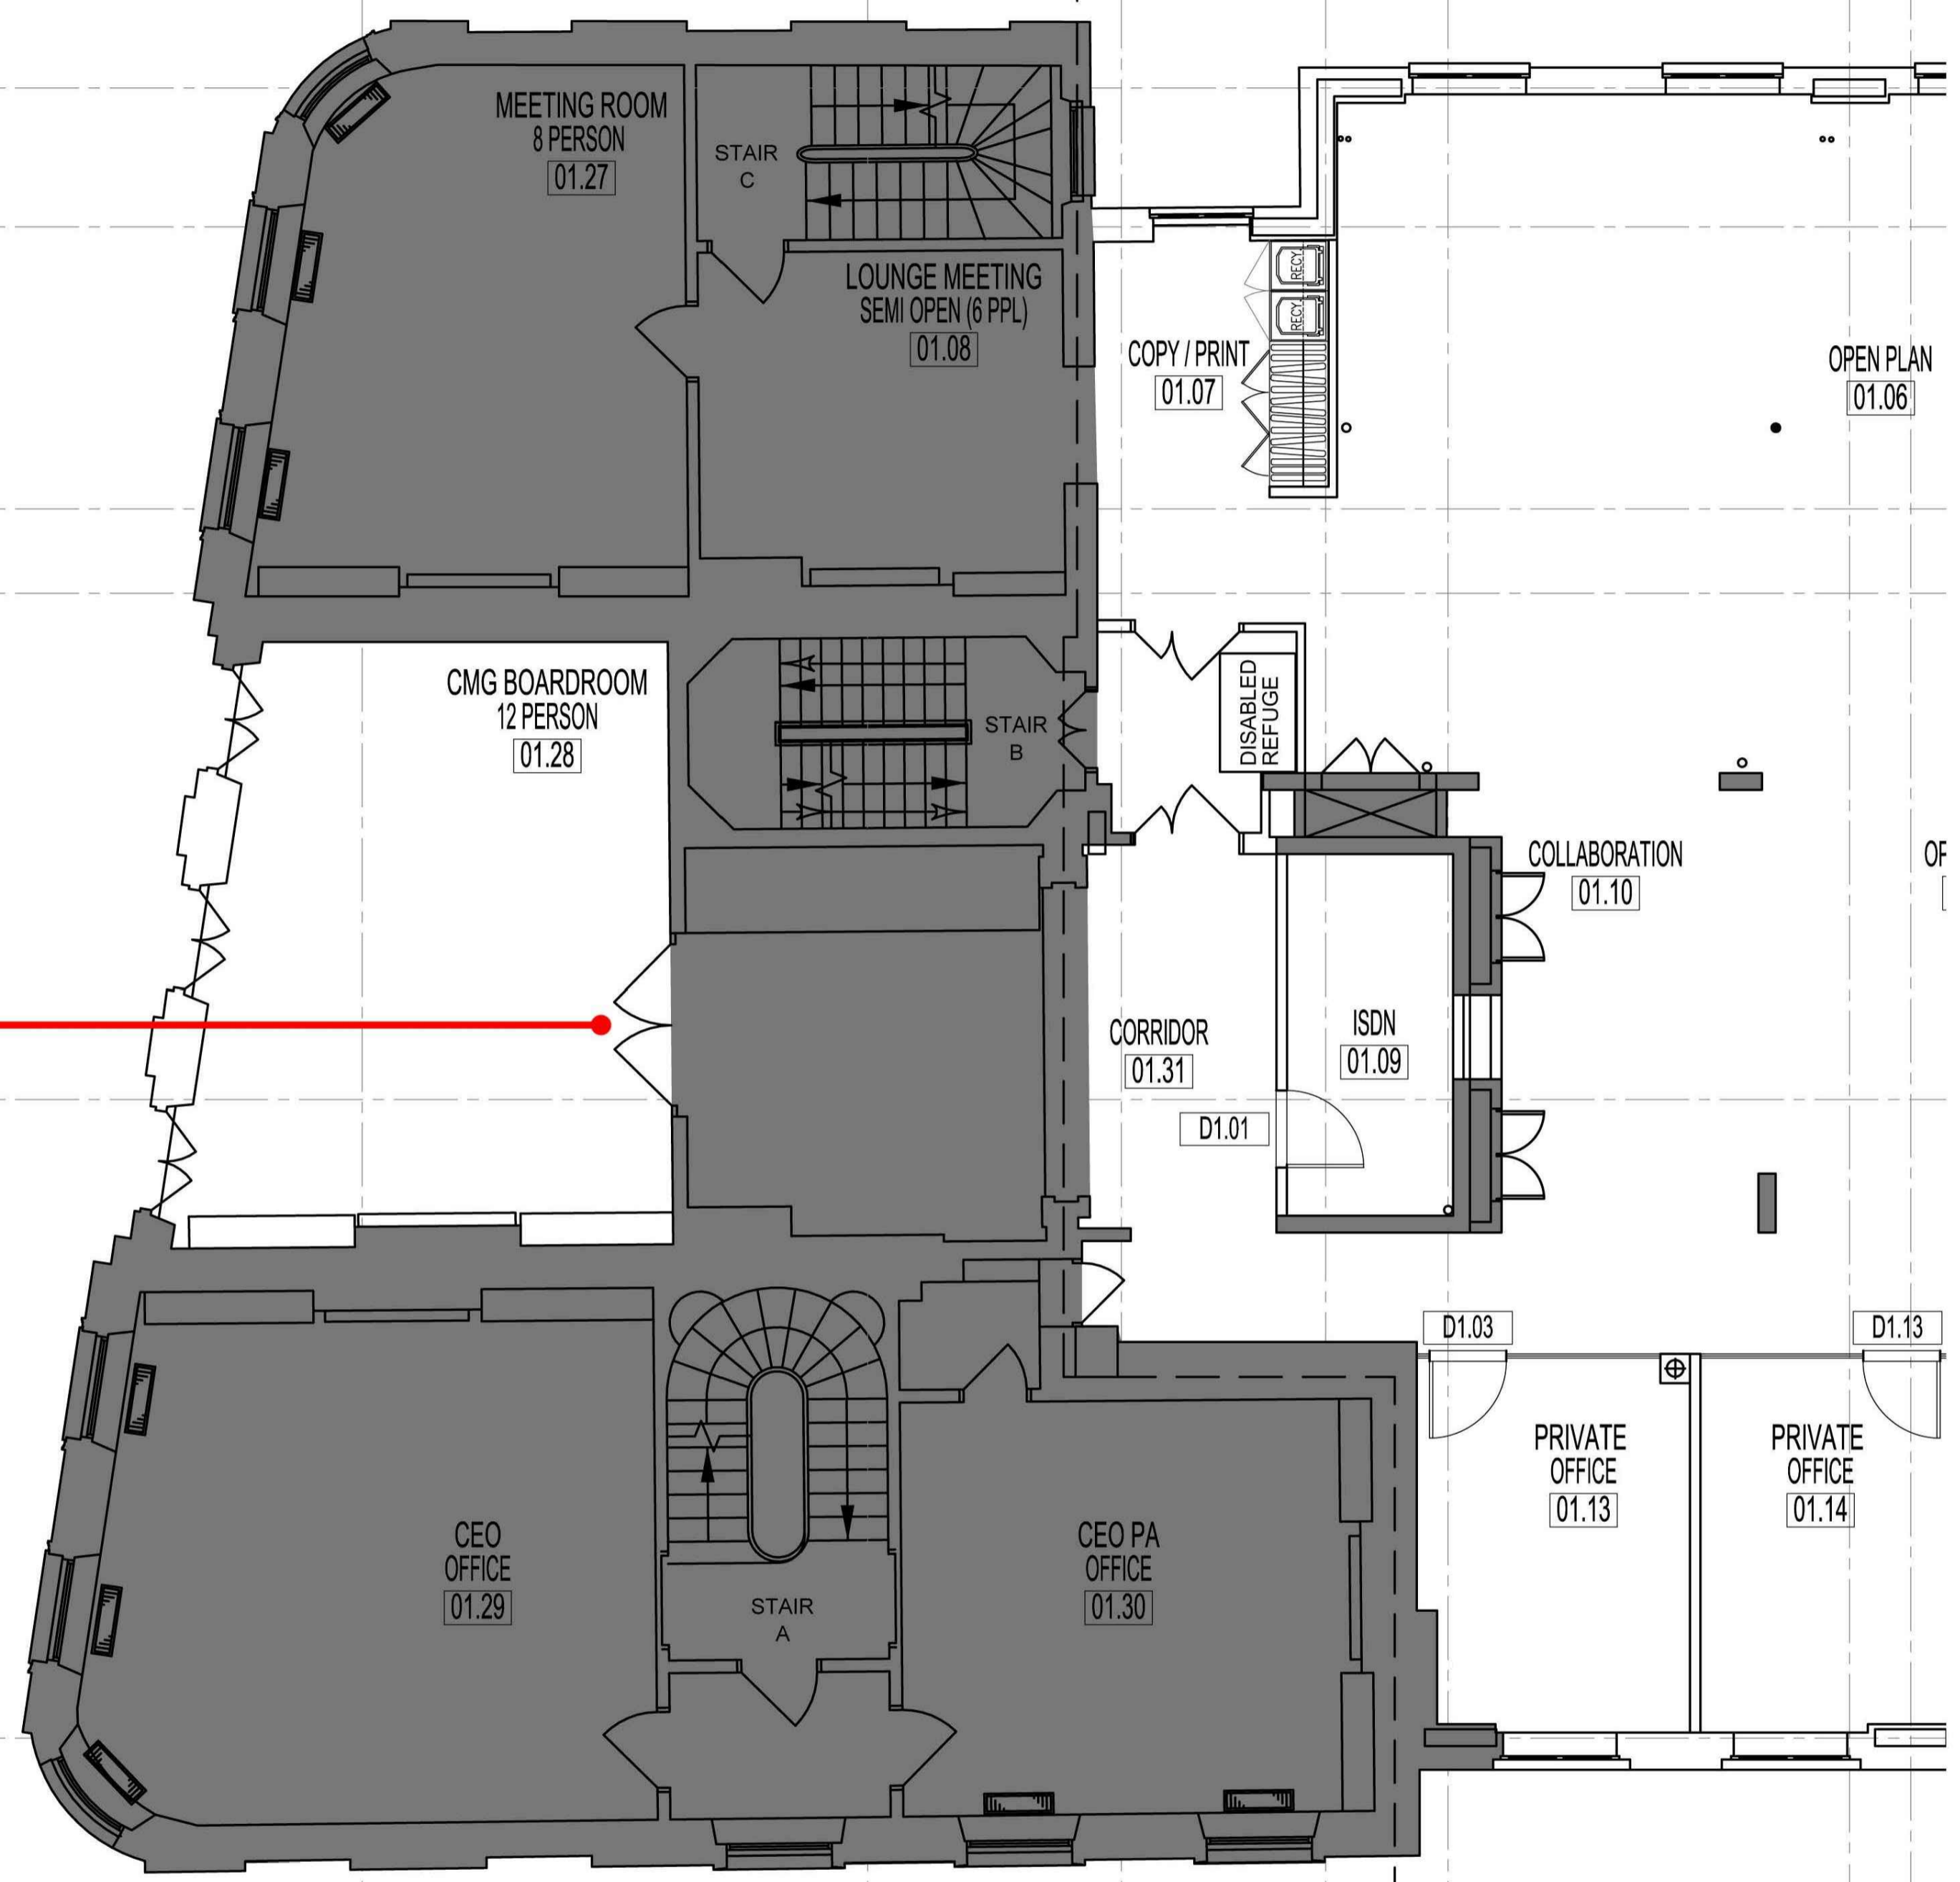 MEETING ROOM
8 PERSON
01.27
STAIR
C
LOUNGE MEETING
SEMI OPEN (6 PPL)
01.08
RECY
RECY
COPY / PRINT
01.07
OPEN PLAN
01.06
CMG BOARDROOM
12 PERSON
01.28
STAIR
B
DISABLED
REFUGE
COLLABORATION
01.10
CORRIDOR
01.31
ISDN
01.09
D1.01
D1.03
D1.13
PRIVATE
OFFICE
01.13
PRIVATE
OFFICE
01.14
CEO
OFFICE
01.29
STAIR
A
CEO PA
OFFICE
01.30